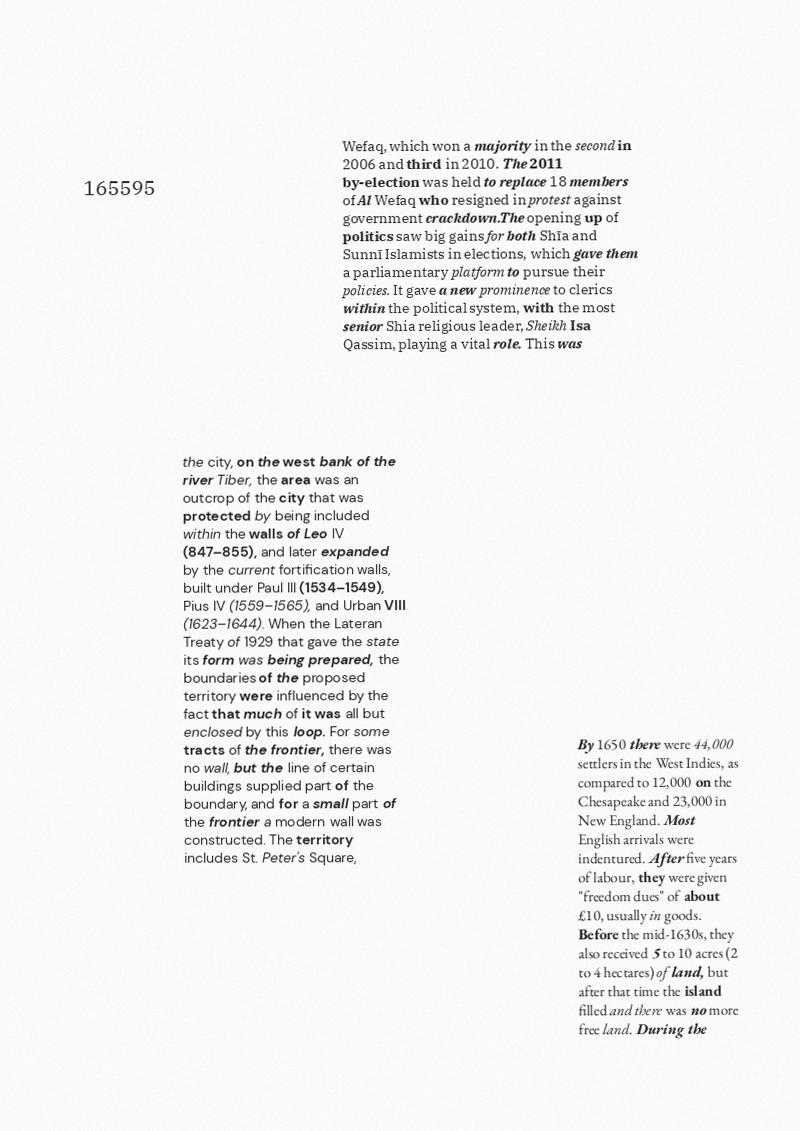 165595
Wefaq, which won a majority in the second in
2006 and third in 2010. The 2011
by-election was held to replace 18 members
of Al Wefaq who resigned in protest against
government crackdown.The opening up of
politics saw big gains for both Shīa and
Sunnī Islamists in elections, which gave them
a parliamentary platform to pursue their
policies. It gave a new prominence to clerics
within the political system, with the most
senior Shia religious leader, Sheikh Isa
Qassim, playing a vital role. This was
the city, on the west bank of the
river Tiber, the area was an
outcrop of the city that was
protected by being included
within the walls of Leo IV
(847–855), and later expanded
by the current fortification walls,
built under Paul III (1534–1549),
Pius IV (1559–1565), and Urban VIII
(1623–1644). When the Lateran
Treaty of 1929 that gave the state
its form was being prepared, the
boundaries of the proposed
territory were influenced by the
fact that much of it was all but
enclosed by this loop. For some
tracts of the frontier, there was
no wall, but the line of certain
buildings supplied part of the
boundary, and for a small part of
the frontier a modern wall was
constructed. The territory
includes St. Peter's Square,
By 1650 there were 44,000
settlers in the West Indies, as
compared to 12,000 on the
Chesapeake and 23,000 in
New England. Most
English arrivals were
indentured. After five years
of labour, they were given
"freedom dues" of about
£10, usually in goods.
Before the mid-1630s, they
also received 5 to 10 acres (2
to 4 hectares) of land, but
after that time the island
filled and there was no more
free land. During the